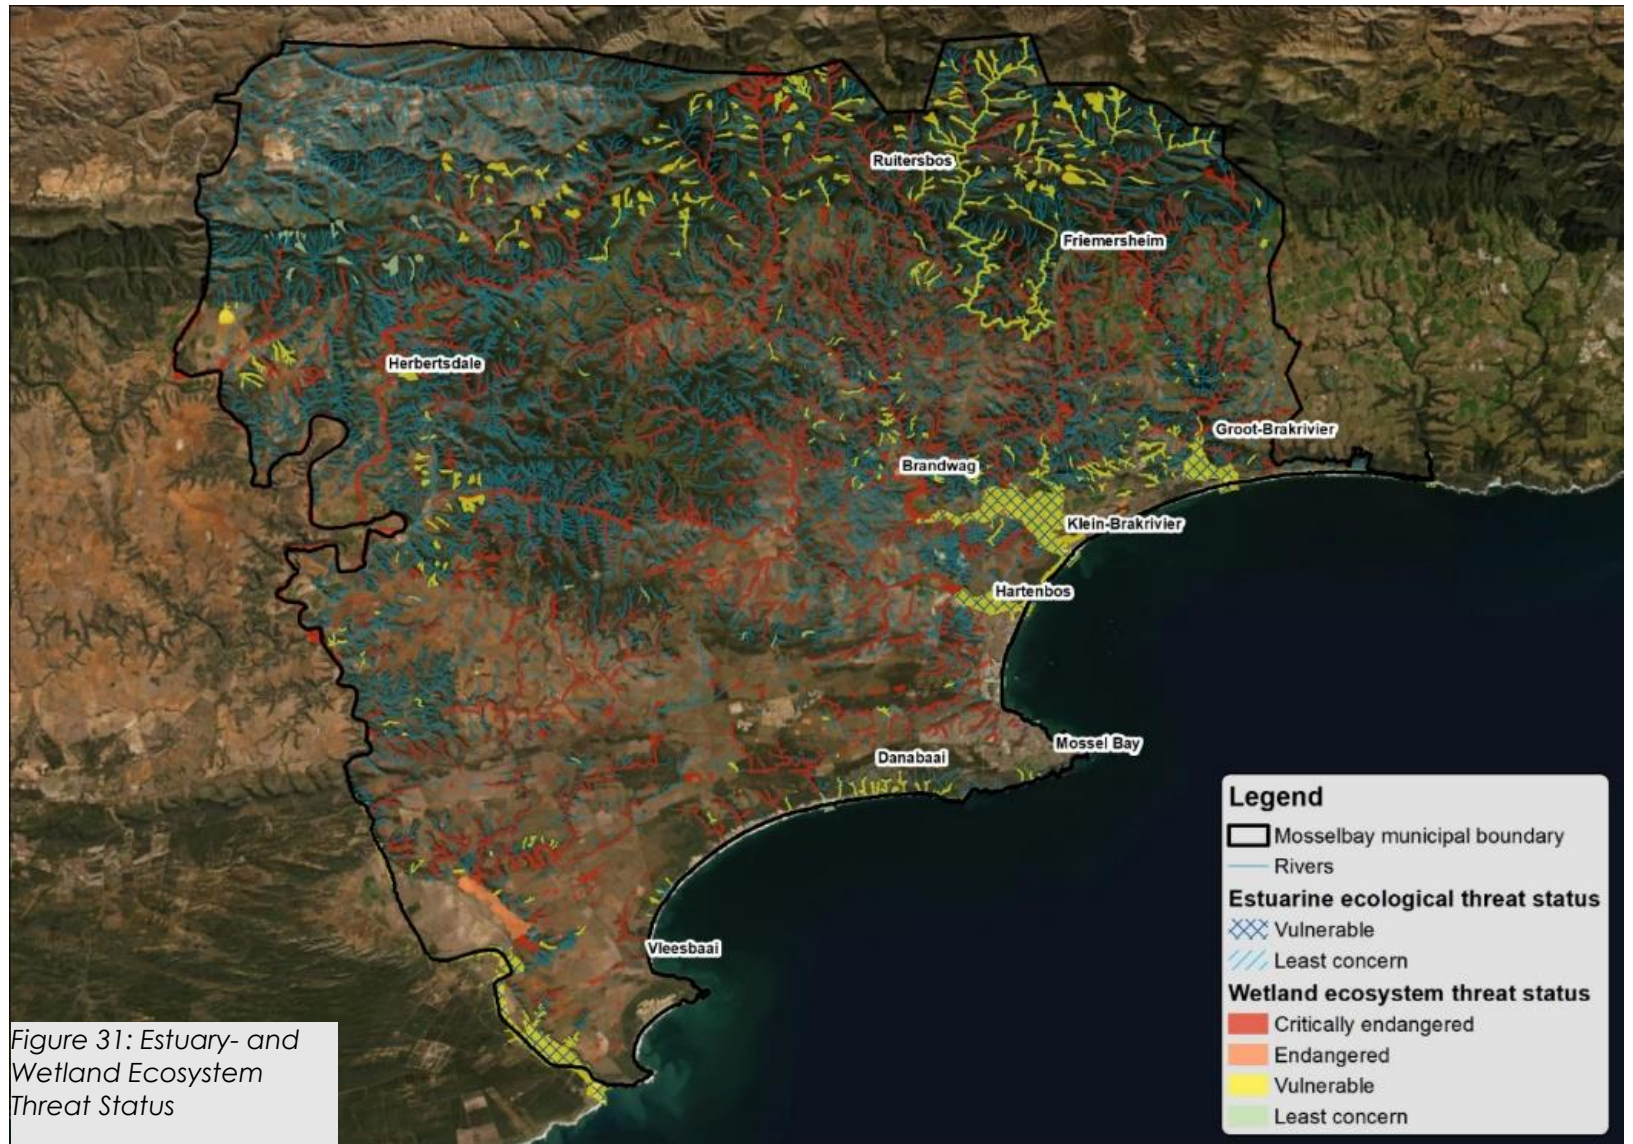 Ruitersbos
Friemersheim
Herbertsdale
Groot-Brakrivier
Brandwag
Klein-Brakrivier
Hartenbos
Mossel Bay
Danabaai
Vleesbaai
Legend
Mosselbay municipal boundary
Rivers
Estuarine ecological threat status
Vulnerable
Least concern
Wetland ecosystem threat status
Critically endangered
Endangered
Vulnerable
Least concern
Figure 31: Estuary- and
Wetland Ecosystem
Threat Status